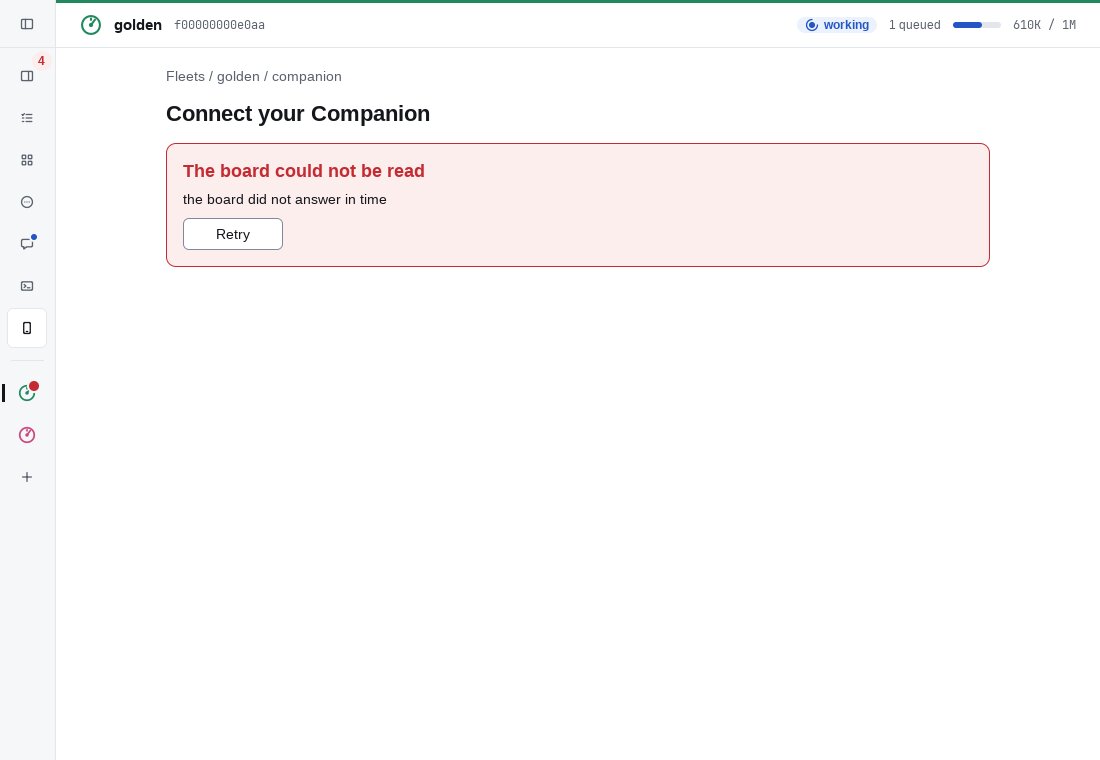 golden f00000000e0aa working 1 queued 610K / 1M
4
Fleets / golden / companion
Connect your Companion
The board could not be read
the board did not answer in time
Retry